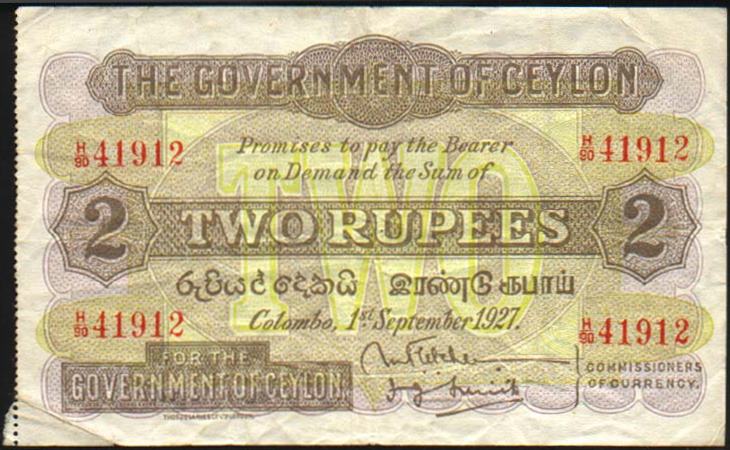 THE GOVERNMENT OF CEYLON
H/90 41912 H/90 41912
Promises to pay the Bearer
on Demand the Sum of
TWO
2 TWO RUPEES 2
රුපියල් දෙකයි இரண்டு ரூபாய்
Colombo, 1st September 1927.
H/90 41912 H/90 41912
FOR THE
GOVERNMENT OF CEYLON
COMMISSIONERS
OF CURRENCY.